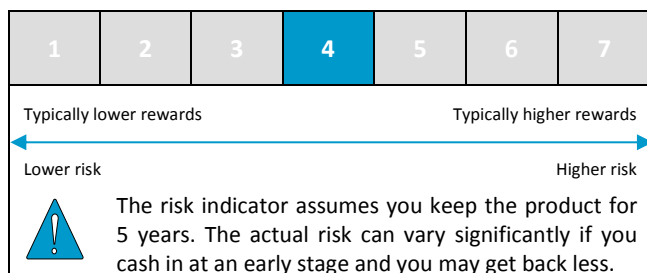 1 2 3 4 5 6 7
Typically lower rewards Typically higher rewards
Lower risk Higher risk
!
The risk indicator assumes you keep the product for
5 years. The actual risk can vary significantly if you
cash in at an early stage and you may get back less.